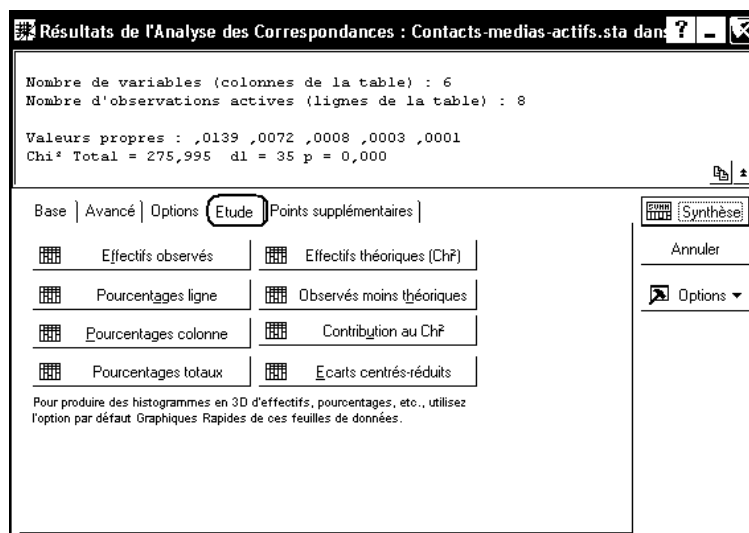 Résultats de l'Analyse des Correspondances : Contacts-medias-actifs.sta dans ?
Nombre de variables (colonnes de la table) : 6
Nombre d'observations actives (lignes de la table) : 8
Valeurs propres : ,0139 ,0072 ,0008 ,0003 ,0001
Chi² Total = 275,995 dl = 35 p = 0,000
Base Avancé Options Etude Points supplémentaires
Synthèse
Effectifs observés Effectifs théoriques (Chi²)
Annuler
Pourcentages ligne Observés moins théoriques
Options
Pourcentages colonne Contribution au Chi²
Pourcentages totaux Ecarts centrés-réduits
Pour produire des histogrammes en 3D d'effectifs, pourcentages, etc., utilisez
l'option par défaut Graphiques Rapides de ces feuilles de données.